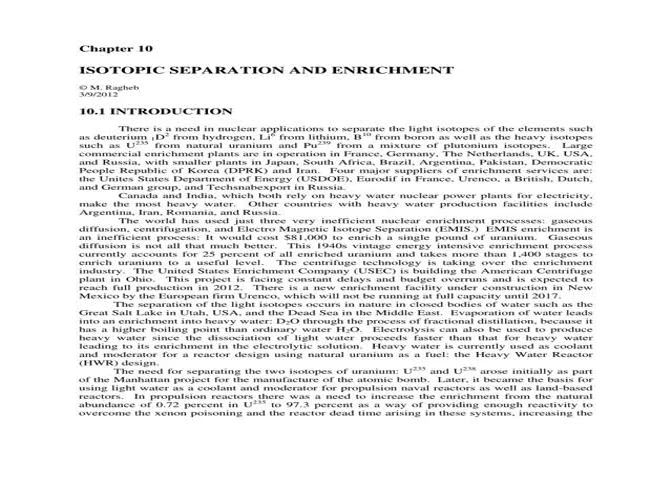 Chapter 10
ISOTOPIC SEPARATION AND ENRICHMENT
© M. Ragheb
3/9/2012
10.1 INTRODUCTION
There is a need in nuclear applications to separate the light isotopes of the elements such
as deuterium ₁D² from hydrogen, Li⁶ from lithium, B¹⁰ from boron as well as the heavy isotopes
such as U²³⁵ from natural uranium and Pu²³⁹ from a mixture of plutonium isotopes. Large
commercial enrichment plants are in operation in France, Germany, The Netherlands, UK, USA,
and Russia, with smaller plants in Japan, South Africa, Brazil, Argentina, Pakistan, Democratic
People Republic of Korea (DPRK) and Iran. Four major suppliers of enrichment services are:
the Unites States Department of Energy (USDOE), Eurodif in France, Urenco, a British, Dutch,
and German group, and Techsnabexport in Russia.
Canada and India, which both rely on heavy water nuclear power plants for electricity,
make the most heavy water. Other countries with heavy water production facilities include
Argentina, Iran, Romania, and Russia.
The world has used just three very inefficient nuclear enrichment processes: gaseous
diffusion, centrifugation, and Electro Magnetic Isotope Separation (EMIS.) EMIS enrichment is
an inefficient process: It would cost $81,000 to enrich a single pound of uranium. Gaseous
diffusion is not all that much better. This 1940s vintage energy intensive enrichment process
currently accounts for 25 percent of all enriched uranium and takes more than 1,400 stages to
enrich uranium to a useful level. The centrifuge technology is taking over the enrichment
industry. The United States Enrichment Company (USEC) is building the American Centrifuge
plant in Ohio. This project is facing constant delays and budget overruns and is expected to
reach full production in 2012. There is a new enrichment facility under construction in New
Mexico by the European firm Urenco, which will not be running at full capacity until 2017.
The separation of the light isotopes occurs in nature in closed bodies of water such as the
Great Salt Lake in Utah, USA, and the Dead Sea in the Middle East. Evaporation of water leads
into an enrichment into heavy water: D₂O through the process of fractional distillation, because it
has a higher boiling point than ordinary water H₂O. Electrolysis can also be used to produce
heavy water since the dissociation of light water proceeds faster than that for heavy water
leading to its enrichment in the electrolytic solution. Heavy water is currently used as coolant
and moderator for a reactor design using natural uranium as a fuel: the Heavy Water Reactor
(HWR) design.
The need for separating the two isotopes of uranium: U²³⁵ and U²³⁸ arose initially as part
of the Manhattan project for the manufacture of the atomic bomb. Later, it became the basis for
using light water as a coolant and moderator for propulsion naval reactors as well as land-based
reactors. In propulsion reactors there was a need to increase the enrichment from the natural
abundance of 0.72 percent in U²³⁵ to 97.3 percent as a way of providing enough reactivity to
overcome the xenon poisoning and the reactor dead time arising in these systems, increasing the